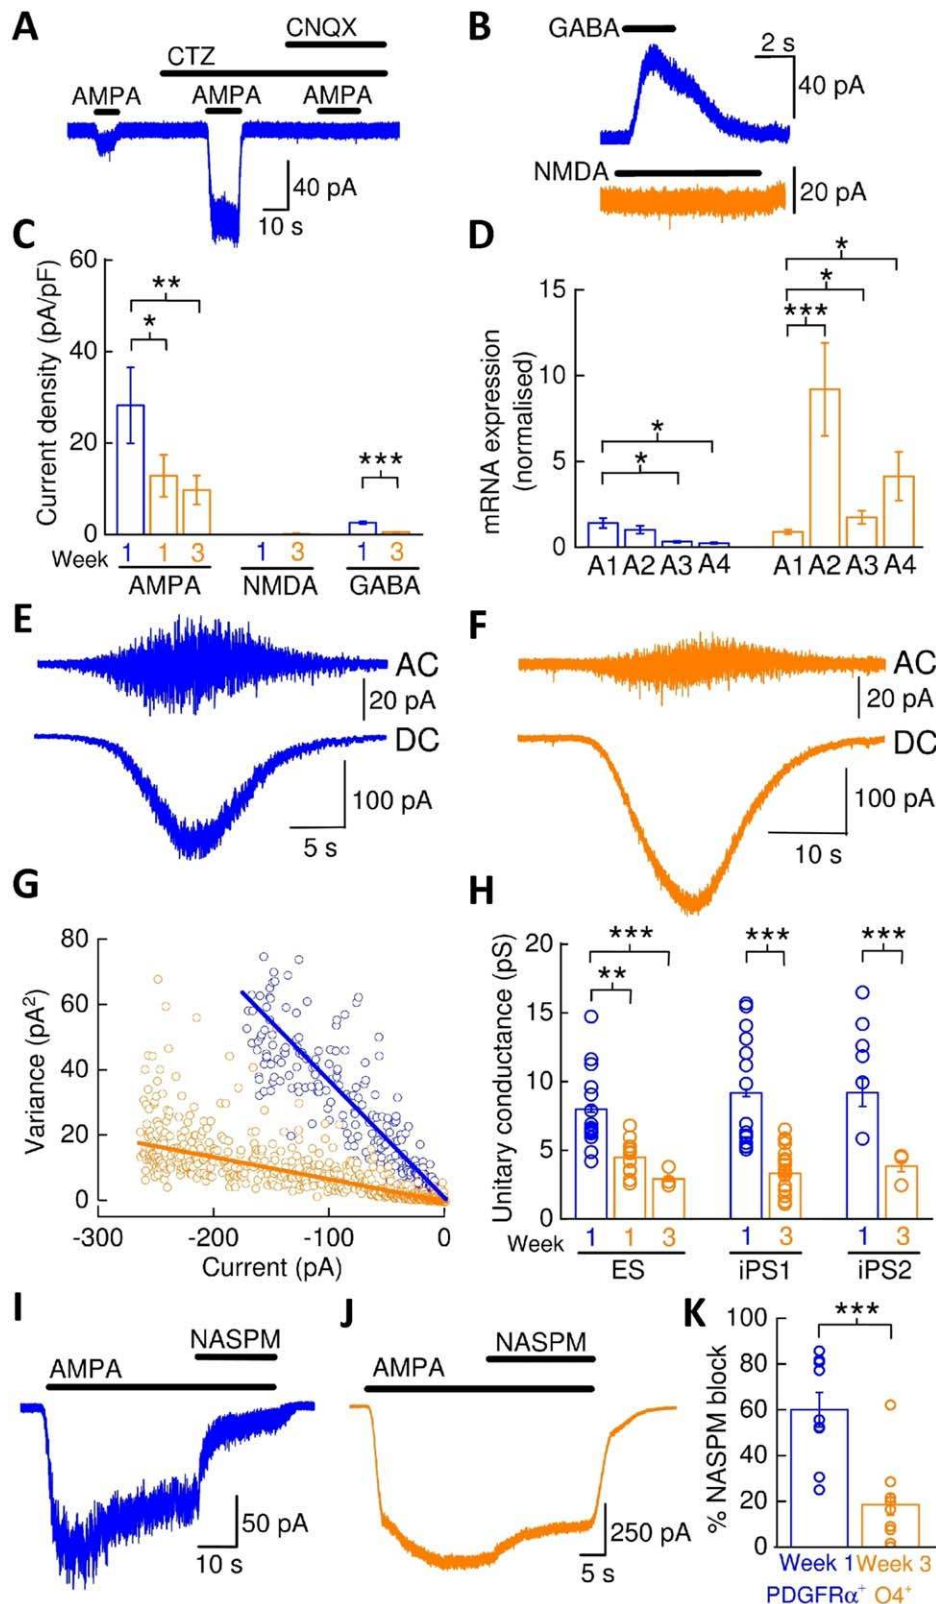 A
CNQX
CTZ
AMPA AMPA AMPA
40 pA
10 s
B
GABA
2 s
40 pA
NMDA
20 pA
C
Current density (pA/pF)
60
40
20
0
**
*
***
Week 1 1 3 1 3 1 3
AMPA NMDA GABA
D
mRNA expression
(normalised)
15
10
5
0
*
*
***
*
*
A1 A2 A3 A4 A1 A2 A3 A4
E
AC
20 pA
DC
100 pA
5 s
F
AC
20 pA
DC
100 pA
10 s
G
Variance (pA²)
80
60
40
20
0
−300 −200 −100 0
Current (pA)
H
Unitary conductance (pS)
20
15
10
5
0
*** *** ***
**
Week 1 1 3 1 3 1 3
ES iPS1 iPS2
I
NASPM
AMPA
50 pA
10 s
J
NASPM
AMPA
250 pA
5 s
K
% NASPM block
100
80
60
40
20
0
***
Week 1 Week 3
PDGFRα⁺ O4⁺